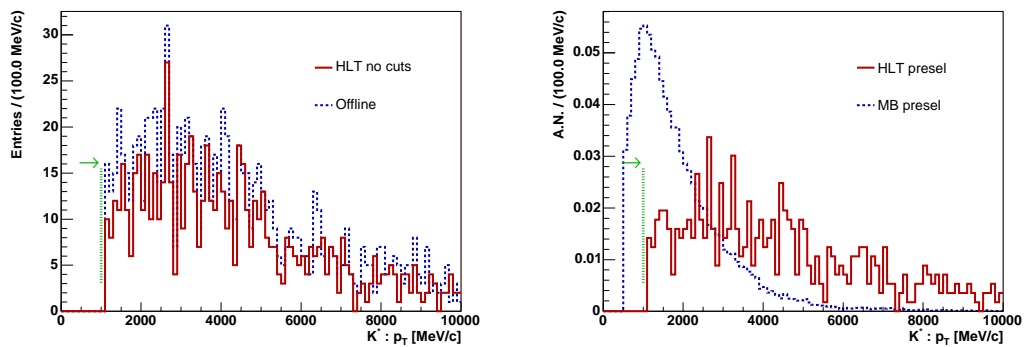 Entries / (100.0 MeV/c)
30
25
20
15
10
5
0
HLT no cuts
Offline
0 2000 4000 6000 8000 10000
K* : pT [MeV/c]
A.N. / (100.0 MeV/c)
0.05
0.04
0.03
0.02
0.01
0
HLT presel
MB presel
0 2000 4000 6000 8000 10000
K* : pT [MeV/c]